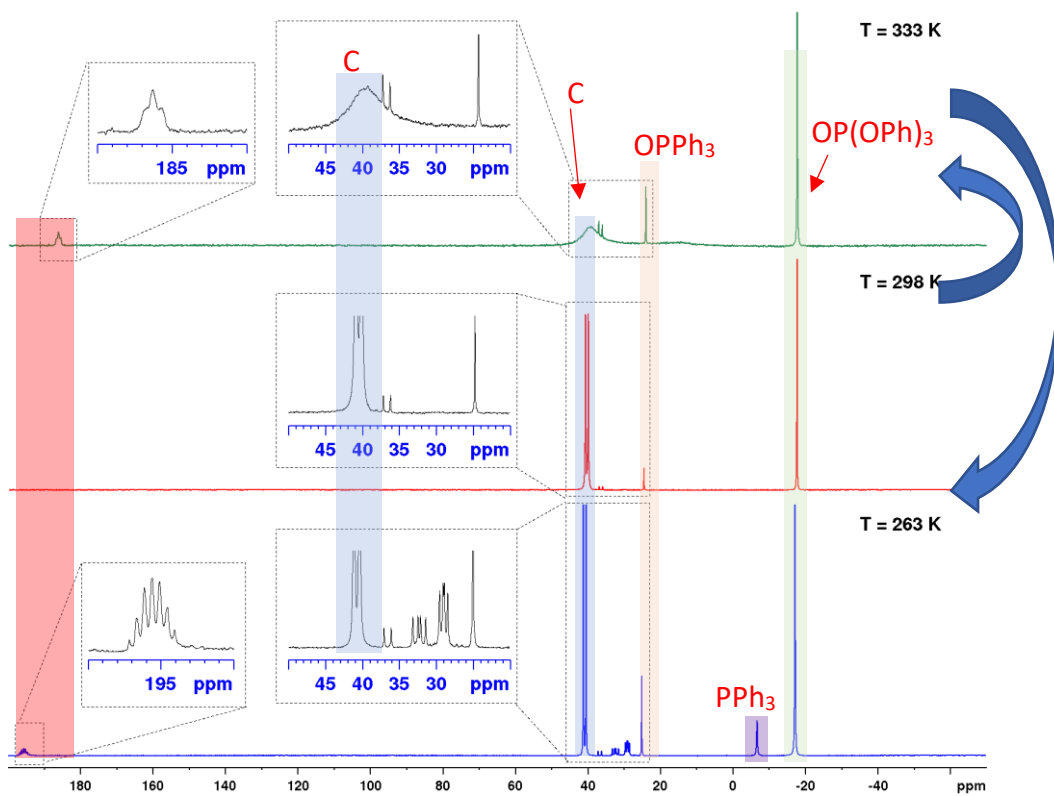 T = 333 K
C
185 ppm
45 40 35 30 ppm
C
OPPh₃
OP(OPh)₃
T = 298 K
45 40 35 30 ppm
T = 263 K
195 ppm
45 40 35 30 ppm
PPh₃
180 160 140 120 100 80 60 40 20 0 -20 -40 ppm